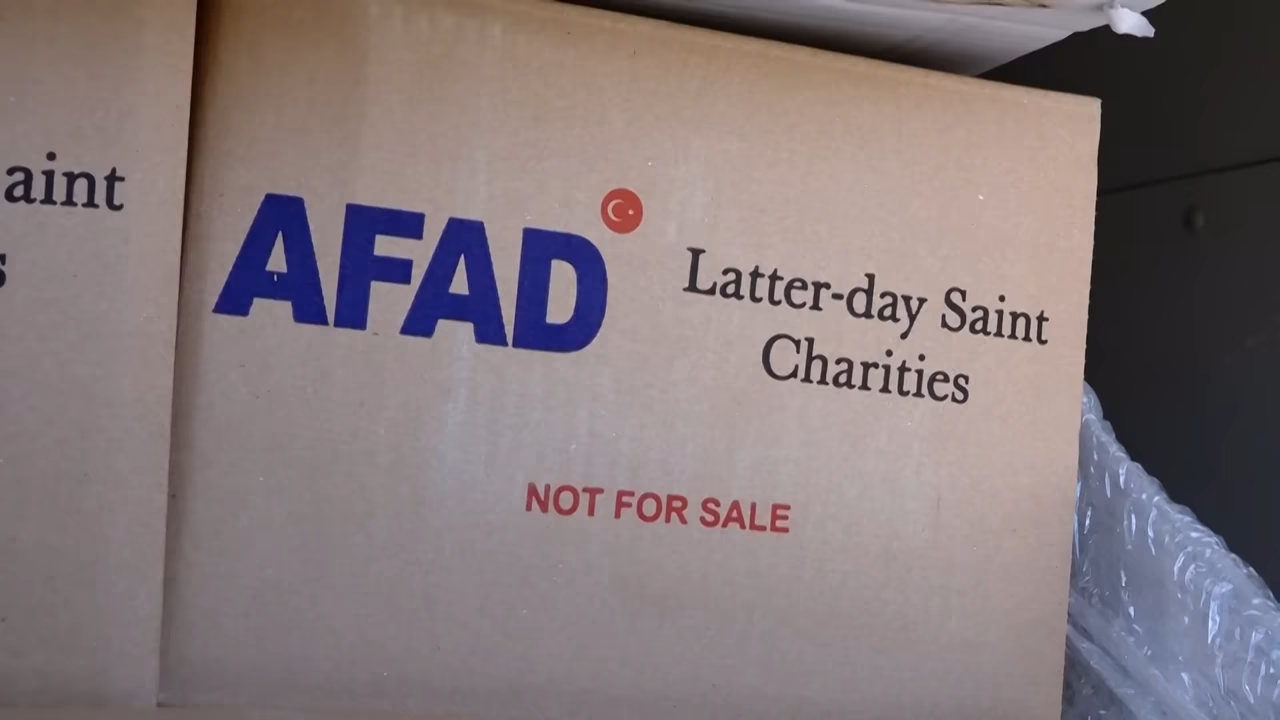 aint
s
AFAD
Latter-day Saint
Charities
NOT FOR SALE